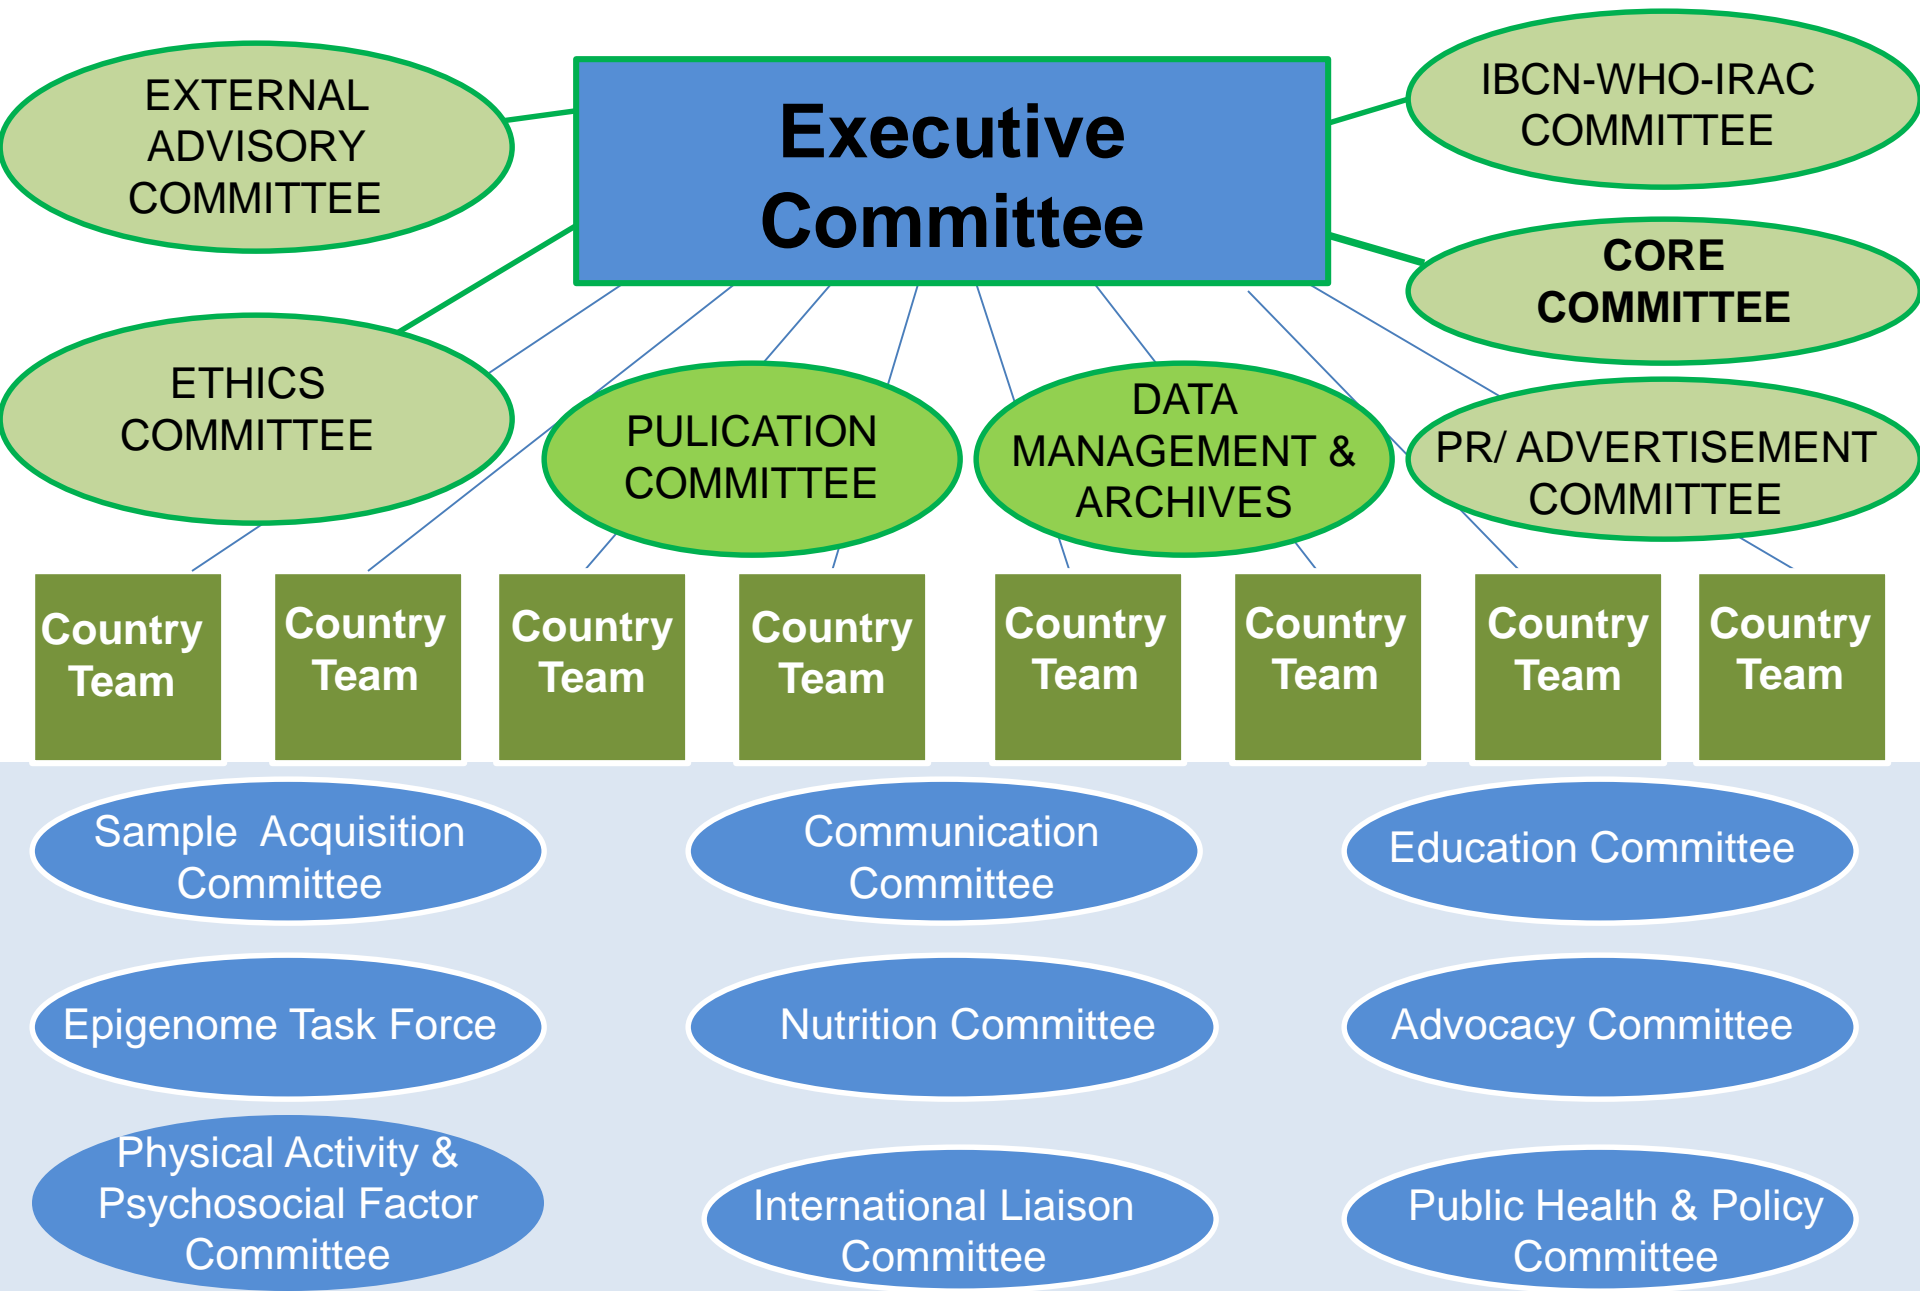 EXTERNAL
ADVISORY
COMMITTEE
Executive
Committee
IBCN-WHO-IRAC
COMMITTEE
CORE
COMMITTEE
ETHICS
COMMITTEE
PULICATION
COMMITTEE
DATA
MANAGEMENT &
ARCHIVES
PR/ ADVERTISEMENT
COMMITTEE
Country
Team
Country
Team
Country
Team
Country
Team
Country
Team
Country
Team
Country
Team
Country
Team
Sample  Acquisition
Committee
Communication
Committee
Education Committee
Epigenome Task Force
Nutrition Committee
Advocacy Committee
Physical Activity &
Psychosocial Factor
Committee
International Liaison
Committee
Public Health & Policy
Committee